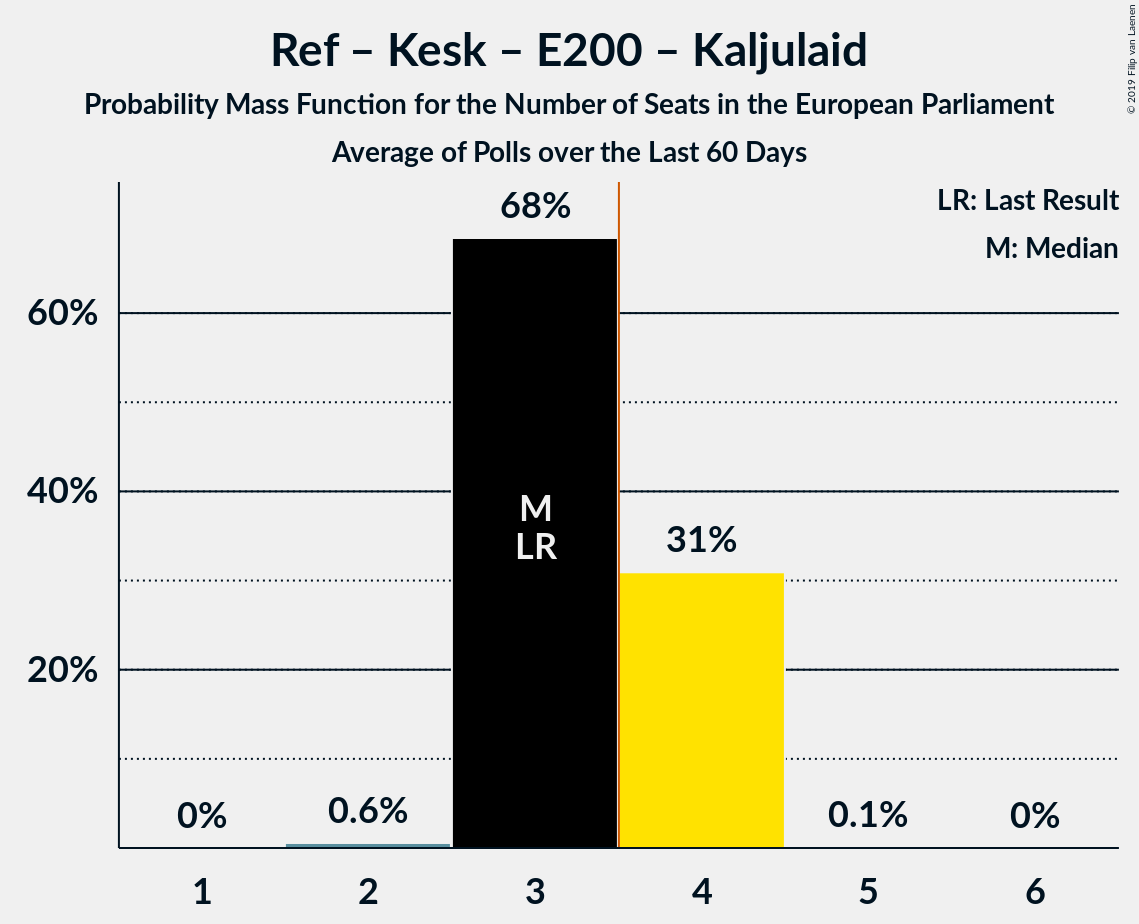 Ref – Kesk – E200 – Kaljulaid
Probability Mass Function for the Number of Seats in the European Parliament
Average of Polls over the Last 60 Days
© 2019 Filip van Laenen
LR: Last Result
M: Median
68%
60%
M
LR
40%
31%
20%
0%
0.6%
0.1%
0%
1
2
3
4
5
6